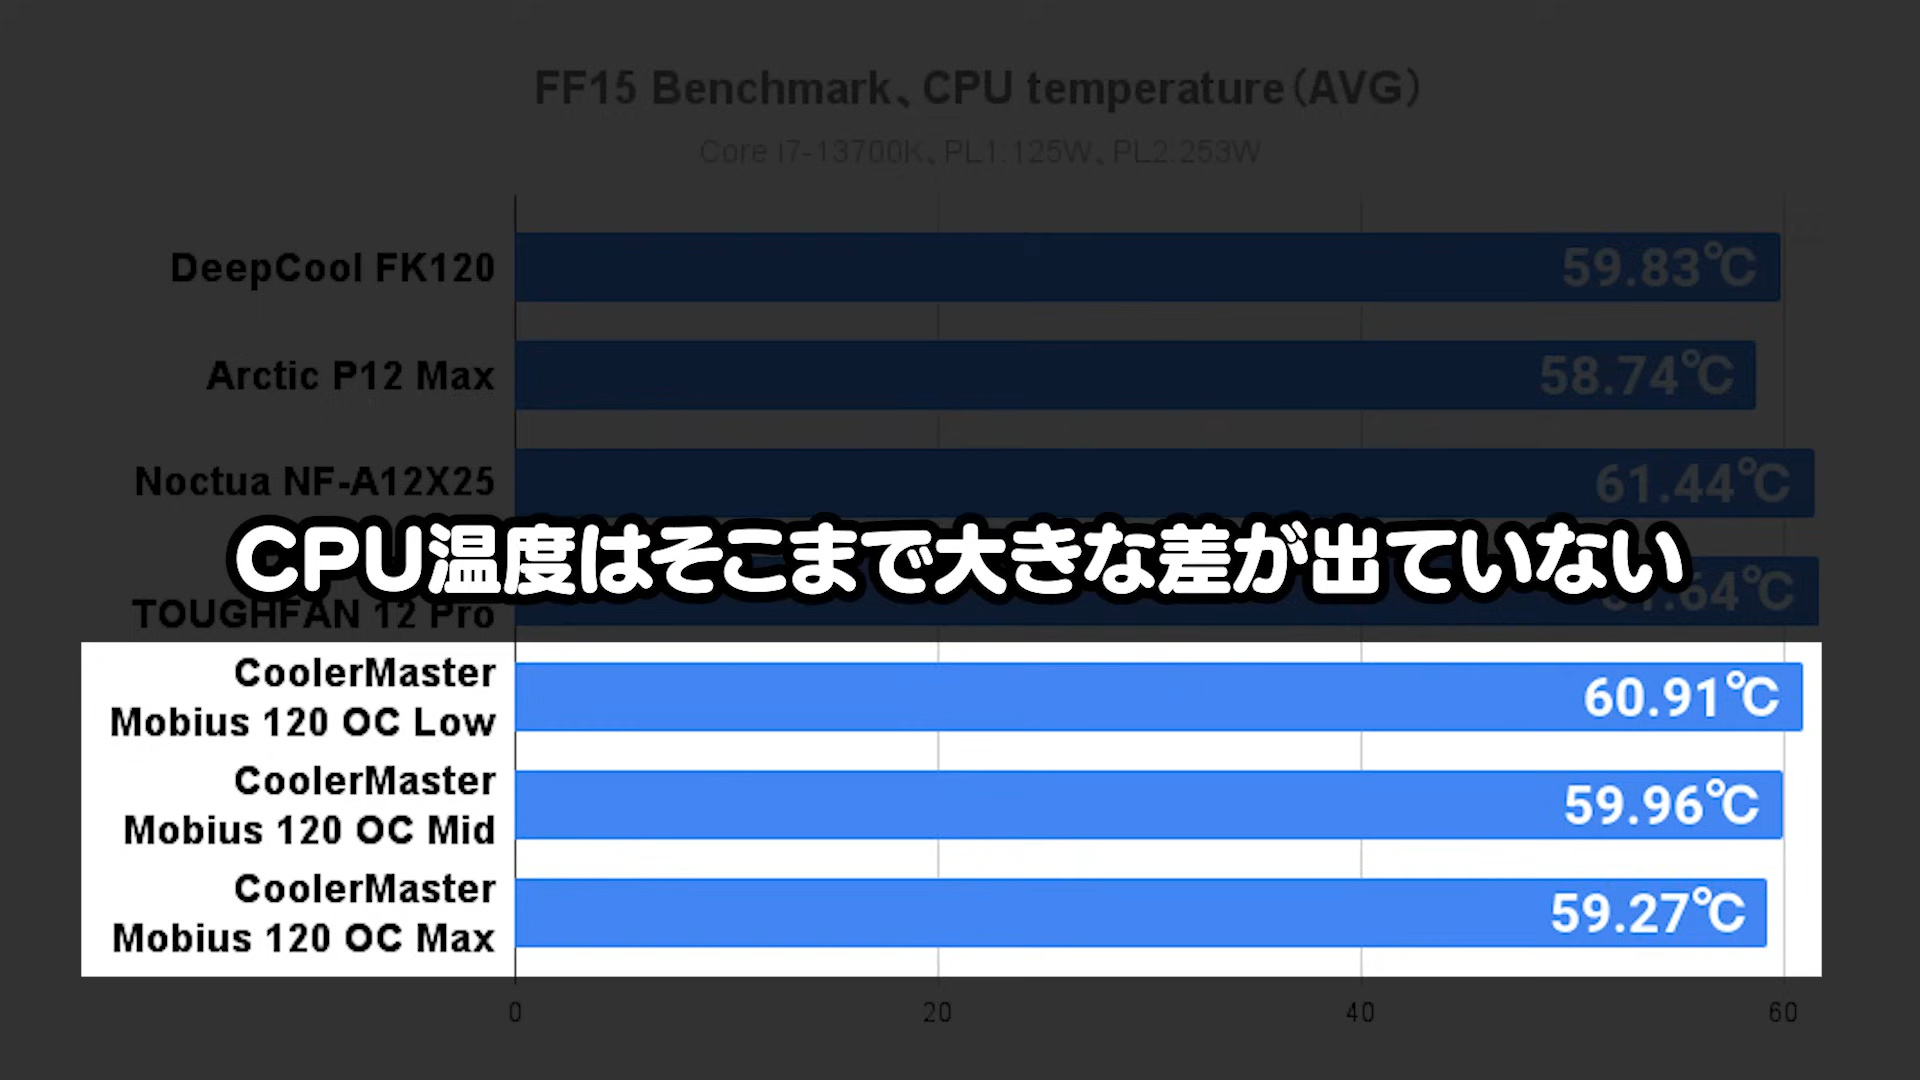 FF15 Benchmark、CPU temperature(AVG)
Core i7-13700K、PL1:125W、PL2:253W
DeepCool FK120
59.83℃
Arctic P12 Max
58.74℃
Noctua NF-A12X25
61.44℃
CPU温度はそこまで大きな差が出ていない
TOUGHFAN 12 Pro
CoolerMaster
Mobius 120 OC Low
60.91℃
CoolerMaster
Mobius 120 OC Mid
59.96℃
CoolerMaster
Mobius 120 OC Max
59.27℃
0 20 40 60